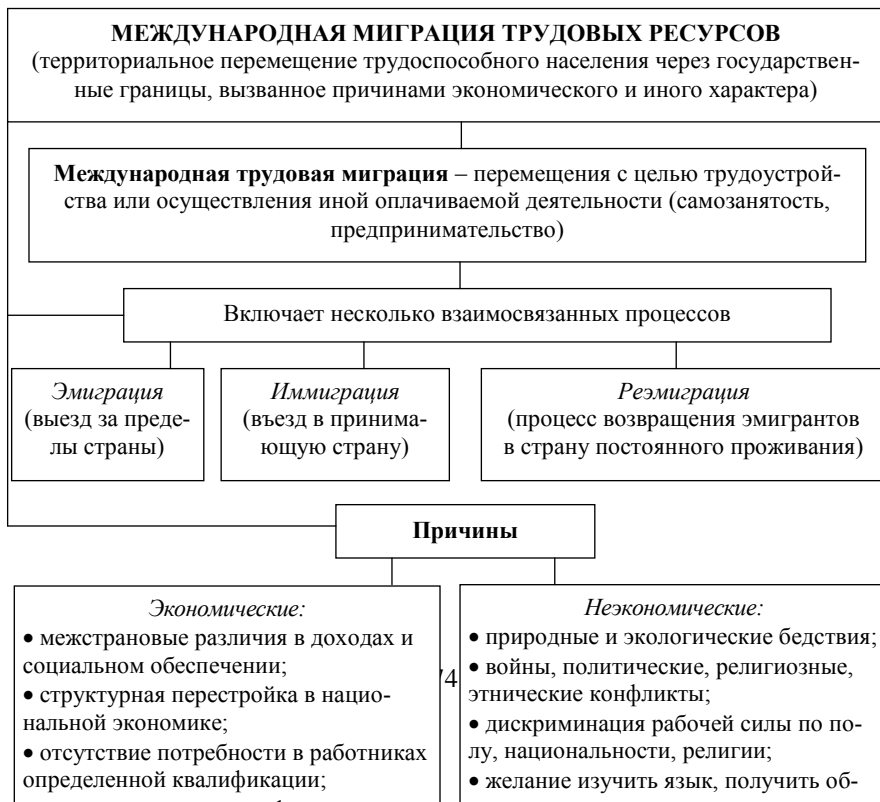 МЕЖДУНАРОДНАЯ МИГРАЦИЯ ТРУДОВЫХ РЕСУРСОВ
(территориальное перемещение трудоспособного населения через государствен-
ные границы, вызванное причинами экономического и иного характера)
Международная трудовая миграция – перемещения с целью трудоустрой-
ства или осуществления иной оплачиваемой деятельности (самозанятость,
предпринимательство)
Включает несколько взаимосвязанных процессов
Эмиграция
(выезд за преде-
лы страны)
Иммиграция
(въезд в принима-
ющую страну)
Реэмиграция
(процесс возвращения эмигрантов
в страну постоянного проживания)
Причины
Экономические:
• межстрановые различия в доходах и
социальном обеспечении;
• структурная перестройка в нацио-
нальной экономике;
• отсутствие потребности в работниках
определенной квалификации;
74
Неэкономические:
• природные и экологические бедствия;
• войны, политические, религиозные,
этнические конфликты;
• дискриминация рабочей силы по по-
лу, национальности, религии;
• желание изучить язык, получить об-